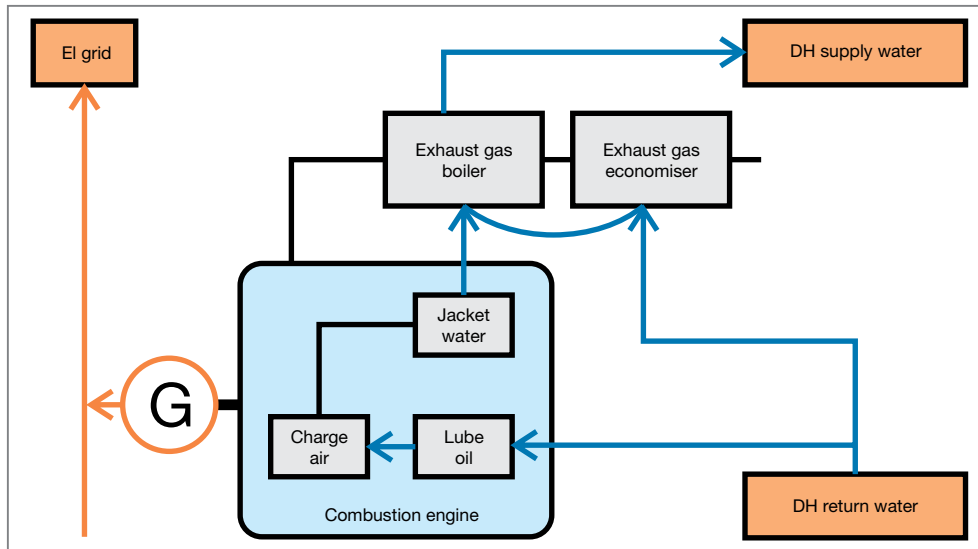 El grid
DH supply water
Exhaust gas
boiler
Exhaust gas
economiser
Jacket
water
G
Charge
air
Lube
oil
DH return water
Combustion engine